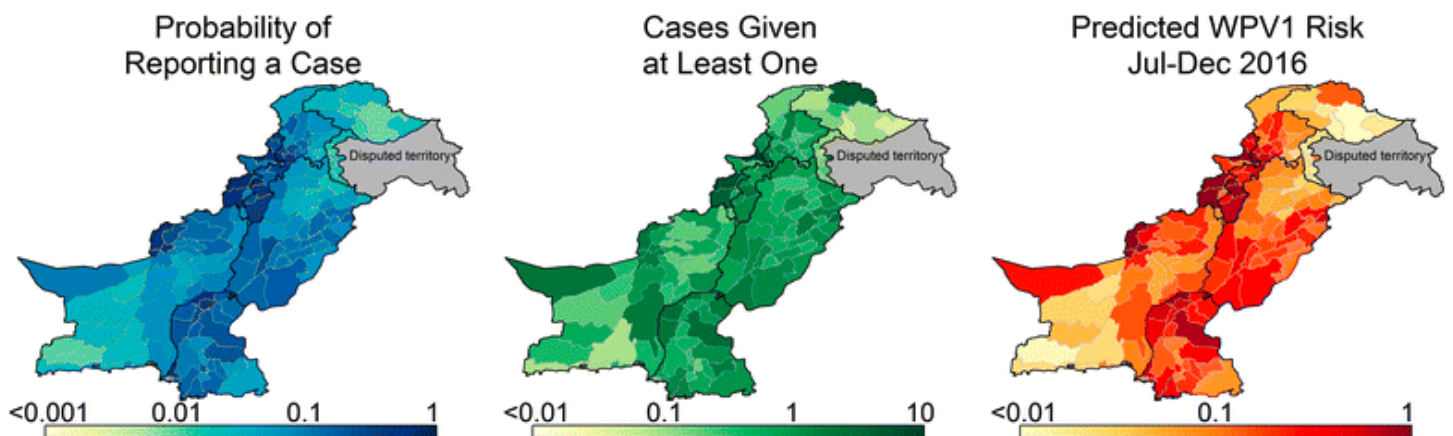 Probability of
Reporting a Case
Cases Given
at Least One
Predicted WPV1 Risk
Jul-Dec 2016
Disputed territory
Disputed territory
Disputed territory
<0.001 0.01 0.1 1
<0.01 0.1 1 10
<0.01 0.1 1